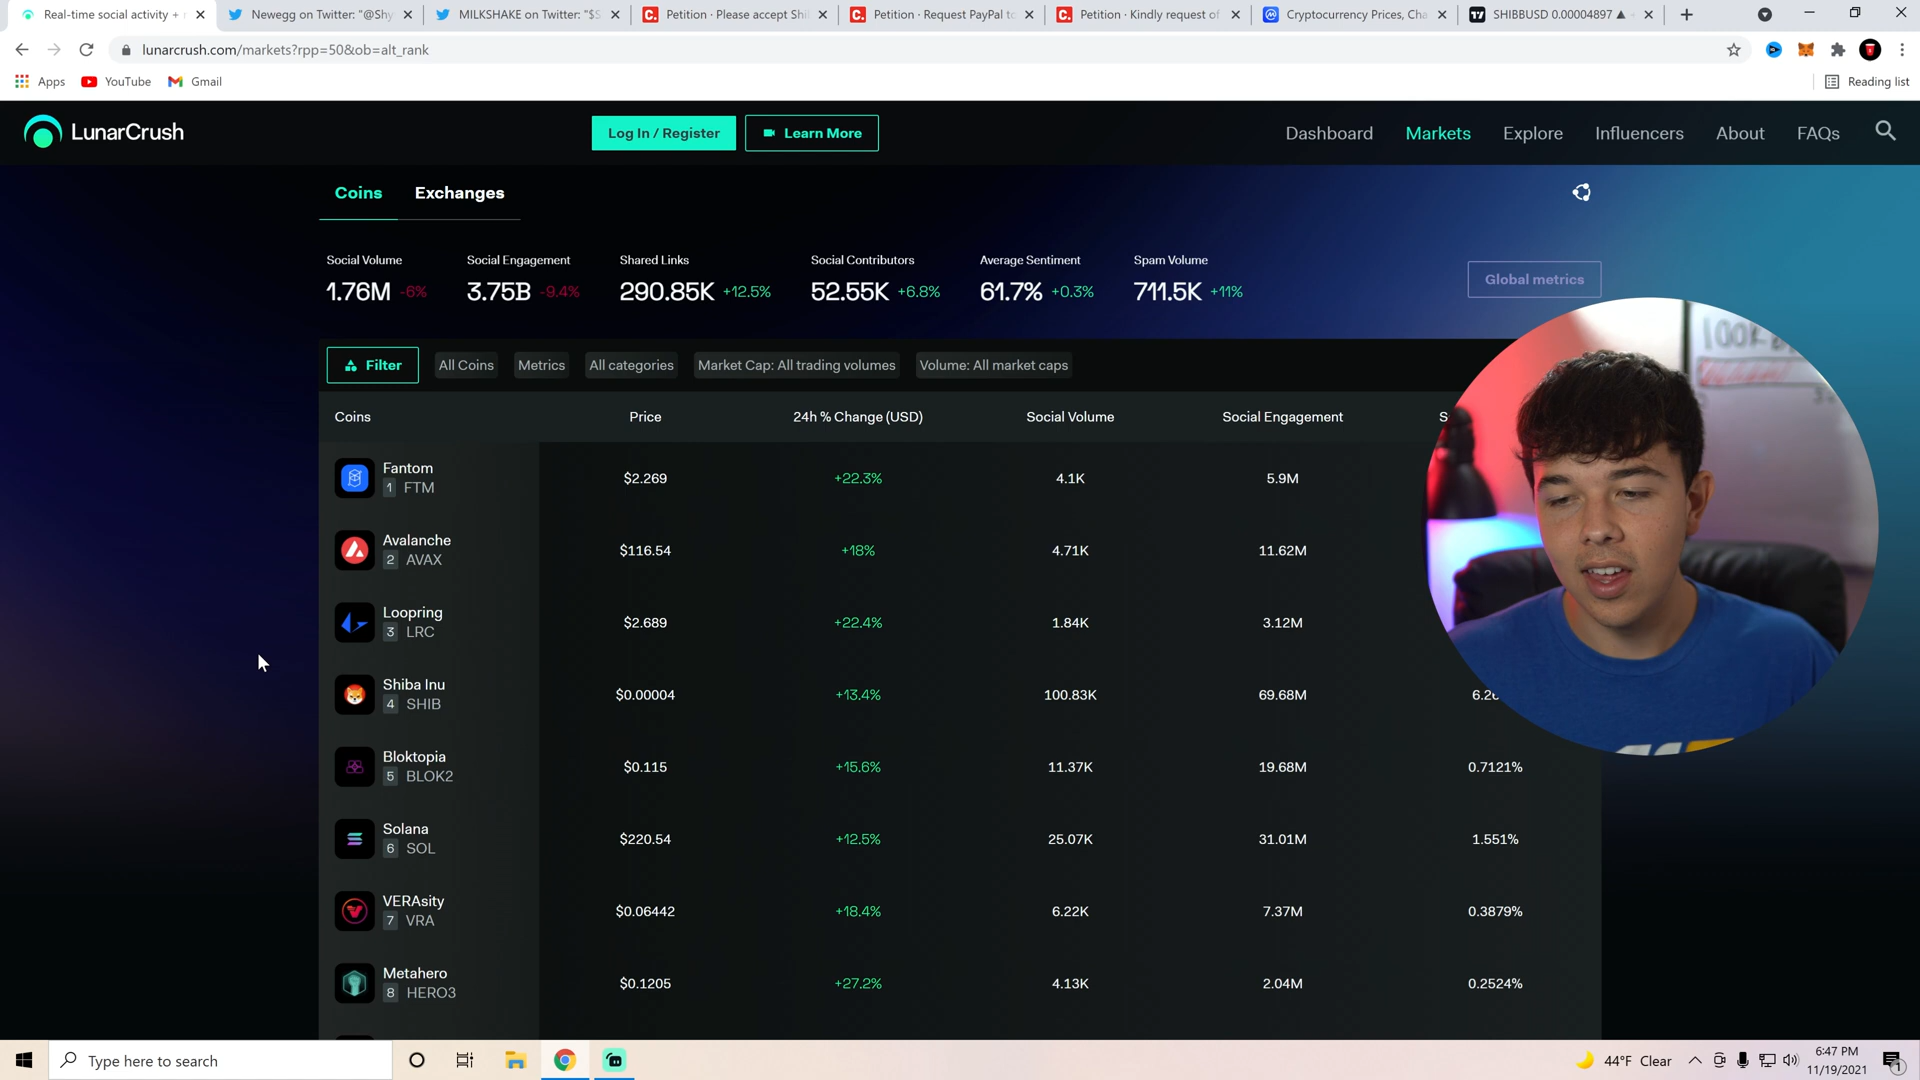 Real-time social activity +
Newegg on Twitter: "@Shy
MILKSHAKE on Twitter: "$S
Petition · Please accept Shi
Petition · Request PayPal to
Petition · Kindly request of
Cryptocurrency Prices, Cha
SHIBBUSD 0.00004897 ▲
lunarcrush.com/markets?rpp=50&ob=alt_rank
Apps YouTube Gmail Reading list
LunarCrush Log In / Register Learn More Dashboard Markets Explore Influencers About FAQs
Coins Exchanges
Social Volume Social Engagement Shared Links Social Contributors Average Sentiment Spam Volume
1.76M -6% 3.75B -9.4% 290.85K +12.5% 52.55K +6.8% 61.7% +0.3% 711.5K +11%
Global metrics
Filter All Coins Metrics All categories Market Cap: All trading volumes Volume: All market caps
Coins Price 24h % Change (USD) Social Volume Social Engagement S
Fantom
1 FTM $2.269 +22.3% 4.1K 5.9M
Avalanche
2 AVAX $116.54 +18% 4.71K 11.62M
Loopring
3 LRC $2.689 +22.4% 1.84K 3.12M
Shiba Inu
4 SHIB $0.00004 +13.4% 100.83K 69.68M 6.26
Bloktopia
5 BLOK2 $0.115 +15.6% 11.37K 19.68M 0.7121%
Solana
6 SOL $220.54 +12.5% 25.07K 31.01M 1.551%
VERAsity
7 VRA $0.06442 +18.4% 6.22K 7.37M 0.3879%
Metahero
8 HERO3 $0.1205 +27.2% 4.13K 2.04M 0.2524%
100K
Type here to search
44°F Clear
6:47 PM
11/19/2021
1